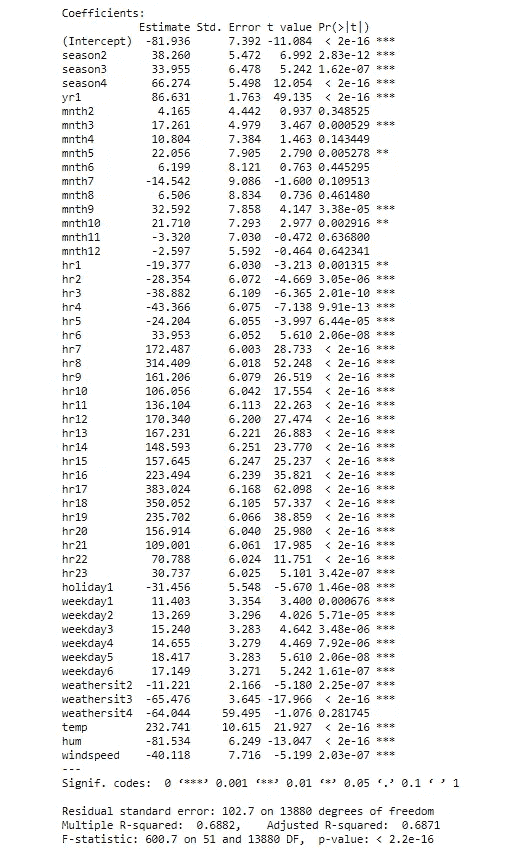 Coefficients:
Estimate Std. Error t value Pr(>|t|)
(Intercept) -81.936 7.392 -11.084 < 2e-16 ***
season2 38.260 5.472 6.992 2.83e-12 ***
season3 33.955 6.478 5.242 1.62e-07 ***
season4 66.274 5.498 12.054 < 2e-16 ***
yr1 86.631 1.763 49.135 < 2e-16 ***
mnth2 4.165 4.442 0.937 0.348525
mnth3 17.261 4.979 3.467 0.000529 ***
mnth4 10.804 7.384 1.463 0.143449
mnth5 22.056 7.905 2.790 0.005278 **
mnth6 6.199 8.121 0.763 0.445295
mnth7 -14.542 9.086 -1.600 0.109513
mnth8 6.506 8.834 0.736 0.461480
mnth9 32.592 7.858 4.147 3.38e-05 ***
mnth10 21.710 7.293 2.977 0.002916 **
mnth11 -3.320 7.030 -0.472 0.636800
mnth12 -2.597 5.592 -0.464 0.642341
hr1 -19.377 6.030 -3.213 0.001315 **
hr2 -28.354 6.072 -4.669 3.05e-06 ***
hr3 -38.882 6.109 -6.365 2.01e-10 ***
hr4 -43.366 6.075 -7.138 9.91e-13 ***
hr5 -24.204 6.055 -3.997 6.44e-05 ***
hr6 33.953 6.052 5.610 2.06e-08 ***
hr7 172.487 6.003 28.733 < 2e-16 ***
hr8 314.409 6.018 52.248 < 2e-16 ***
hr9 161.206 6.079 26.519 < 2e-16 ***
hr10 106.056 6.042 17.554 < 2e-16 ***
hr11 136.104 6.113 22.263 < 2e-16 ***
hr12 170.340 6.200 27.474 < 2e-16 ***
hr13 167.231 6.221 26.883 < 2e-16 ***
hr14 148.593 6.251 23.770 < 2e-16 ***
hr15 157.645 6.247 25.237 < 2e-16 ***
hr16 223.494 6.239 35.821 < 2e-16 ***
hr17 383.024 6.168 62.098 < 2e-16 ***
hr18 350.052 6.105 57.337 < 2e-16 ***
hr19 235.702 6.066 38.859 < 2e-16 ***
hr20 156.914 6.040 25.980 < 2e-16 ***
hr21 109.001 6.061 17.985 < 2e-16 ***
hr22 70.788 6.024 11.751 < 2e-16 ***
hr23 30.737 6.025 5.101 3.42e-07 ***
holiday1 -31.456 5.548 -5.670 1.46e-08 ***
weekday1 11.403 3.354 3.400 0.000676 ***
weekday2 13.269 3.296 4.026 5.71e-05 ***
weekday3 15.240 3.283 4.642 3.48e-06 ***
weekday4 14.655 3.279 4.469 7.92e-06 ***
weekday5 18.417 3.283 5.610 2.06e-08 ***
weekday6 17.149 3.271 5.242 1.61e-07 ***
weathersit2 -11.221 2.166 -5.180 2.25e-07 ***
weathersit3 -65.476 3.645 -17.966 < 2e-16 ***
weathersit4 -64.044 59.495 -1.076 0.281745
temp 232.741 10.615 21.927 < 2e-16 ***
hum -81.534 6.249 -13.047 < 2e-16 ***
windspeed -40.118 7.716 -5.199 2.03e-07 ***
---
Signif. codes: 0 ‘***’ 0.001 ‘**’ 0.01 ‘*’ 0.05 ‘.’ 0.1 ‘ ’ 1
Residual standard error: 102.7 on 13880 degrees of freedom
Multiple R-squared: 0.6882, Adjusted R-squared: 0.6871
F-statistic: 600.7 on 51 and 13880 DF, p-value: < 2.2e-16